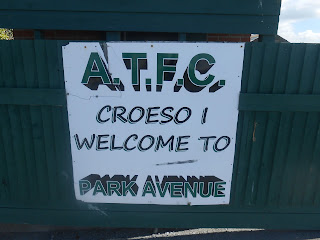 A.T.F.C.
CROESO I
WELCOME TO
PARK AVENUE